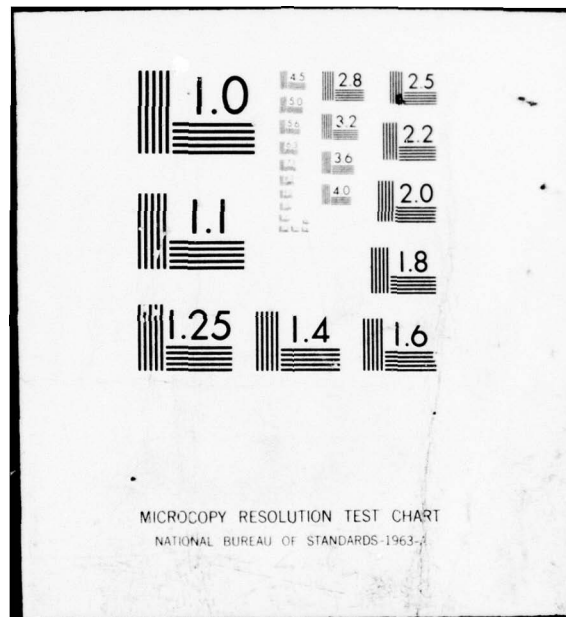 1.0
4.5 2.8 2.5
5.0
5.6 3.2 2.2
6.3
3.6
4.0 2.0
1.1
1.8
1.25 1.4 1.6
MICROCOPY RESOLUTION TEST CHART
NATIONAL BUREAU OF STANDARDS-1963-A